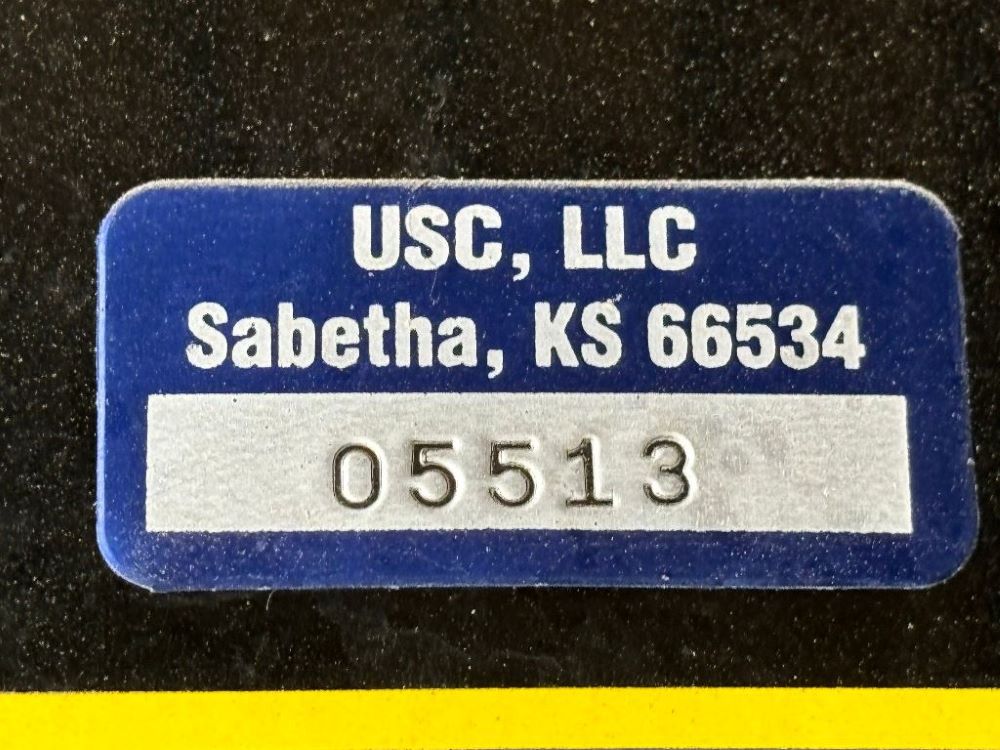 USC, LLC
Sabetha, KS 66534
05513